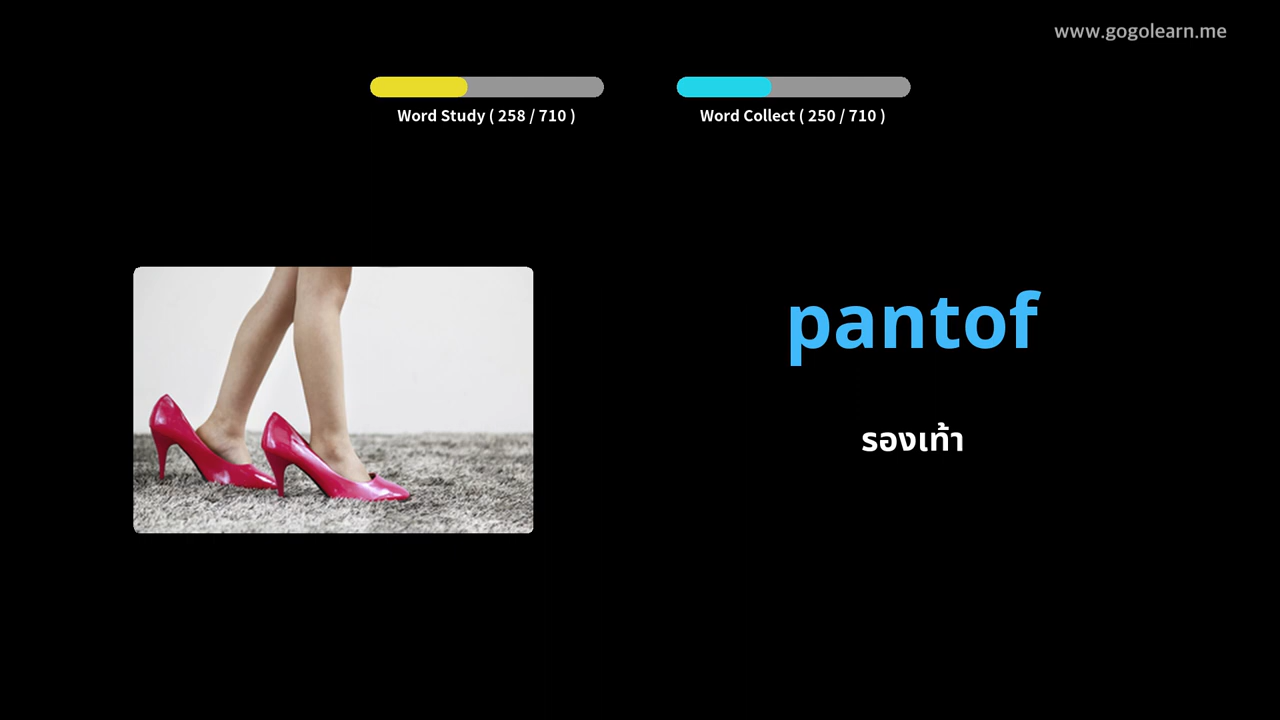 www.gogolearn.me
Word Study ( 258 / 710 )
Word Collect ( 250 / 710 )
pantof
รองเท้า